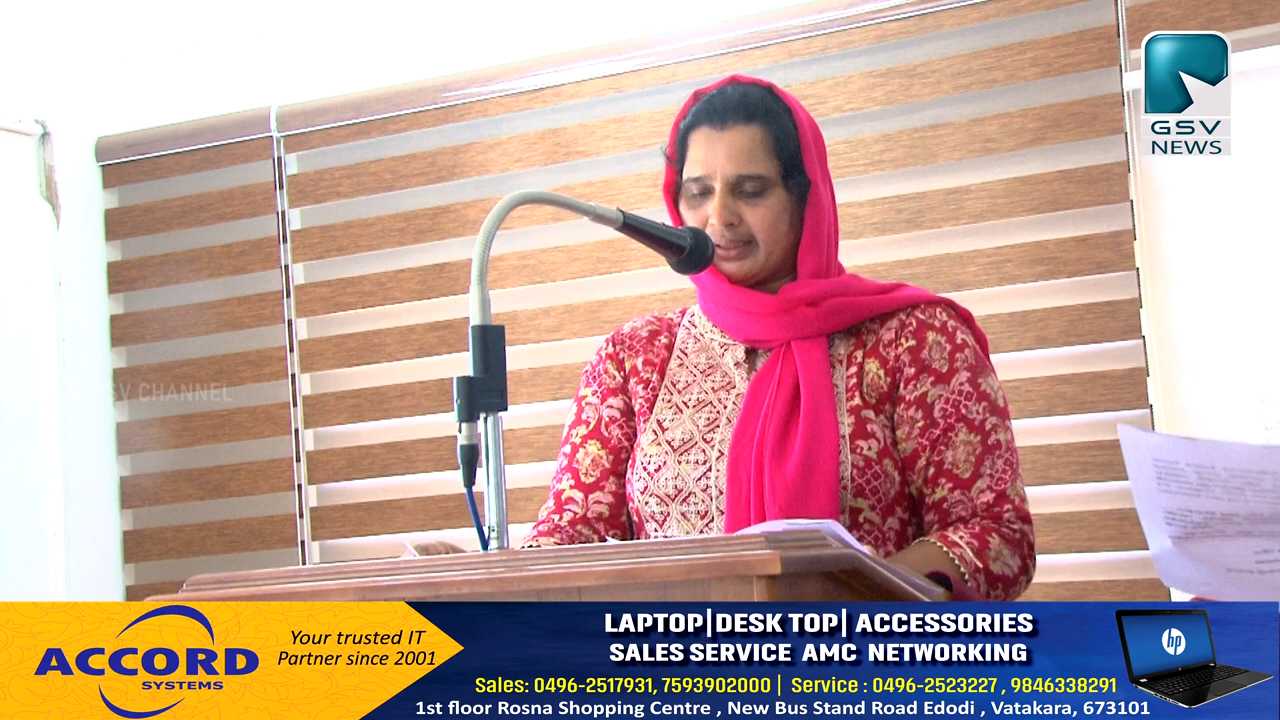 GSV
NEWS
SV CHANNEL
ACCORD
SYSTEMS
Your trusted IT
Partner since 2001
LAPTOP|DESK TOP| ACCESSORIES
SALES SERVICE AMC NETWORKING
Sales: 0496-2517931, 7593902000 | Service : 0496-2523227 , 9846338291
1st floor Rosna Shopping Centre , New Bus Stand Road Edodi , Vatakara, 673101
hp